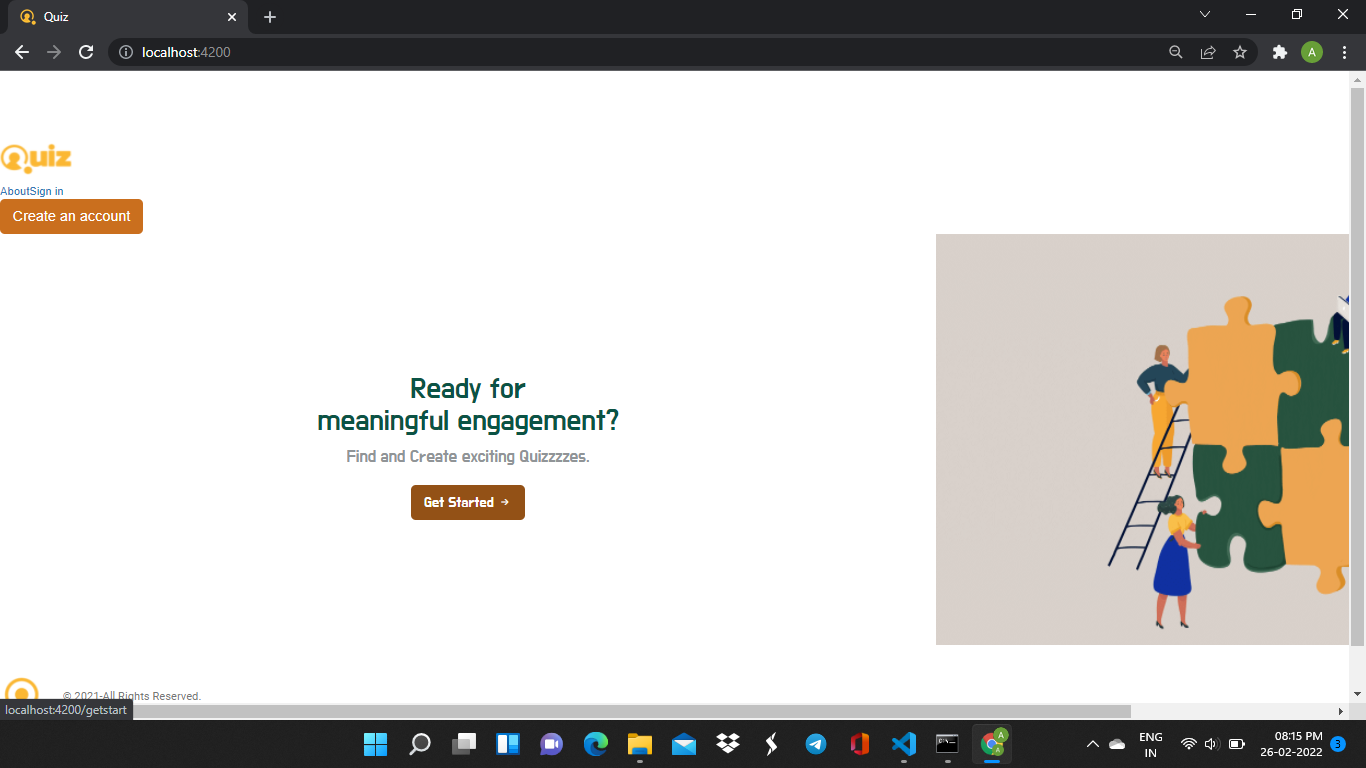 Quiz
localhost:4200
A
Quiz
AboutSign in
Create an account
Ready for
meaningful engagement?
Find and Create exciting Quizzzzes.
Get Started →
© 2021-All Rights Reserved.
localhost:4200/getstart
A
ENG
IN
08:15 PM
26-02-2022
3